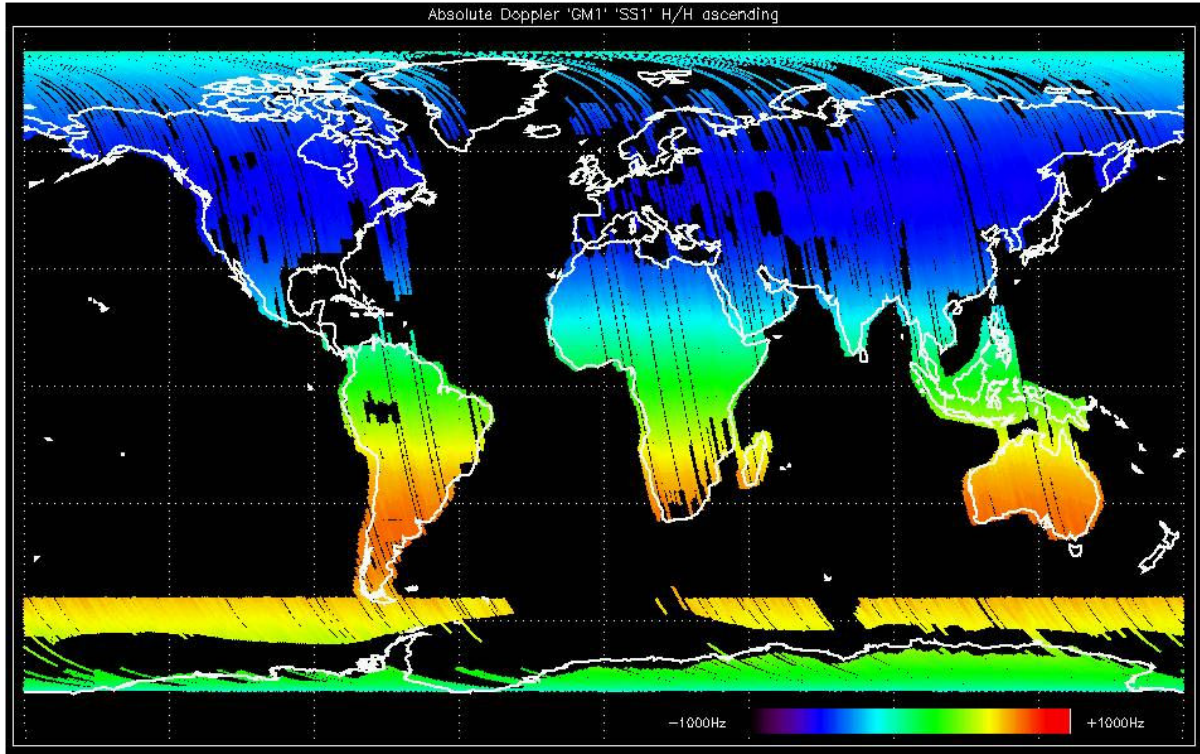 Absolute Doppler 'GM1' 'SS1' H/H ascending
-1000Hz +1000Hz